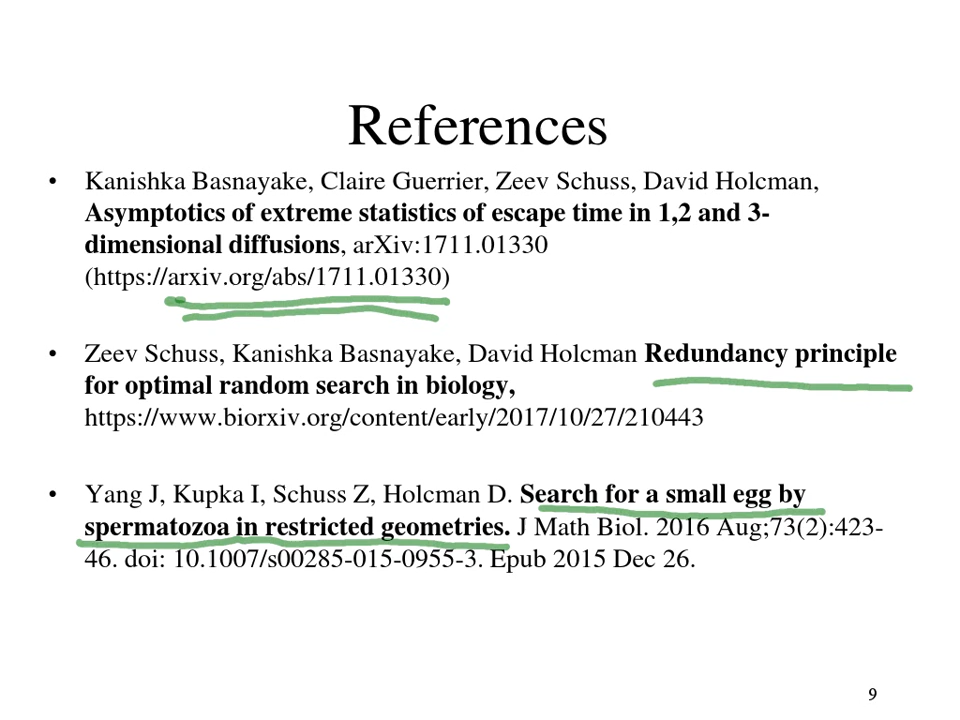 References
• Kanishka Basnayake, Claire Guerrier, Zeev Schuss, David Holcman,
Asymptotics of extreme statistics of escape time in 1,2 and 3-
dimensional diffusions, arXiv:1711.01330
(https://arxiv.org/abs/1711.01330)
• Zeev Schuss, Kanishka Basnayake, David Holcman Redundancy principle
for optimal random search in biology,
https://www.biorxiv.org/content/early/2017/10/27/210443
• Yang J, Kupka I, Schuss Z, Holcman D. Search for a small egg by
spermatozoa in restricted geometries. J Math Biol. 2016 Aug;73(2):423-
46. doi: 10.1007/s00285-015-0955-3. Epub 2015 Dec 26.
9